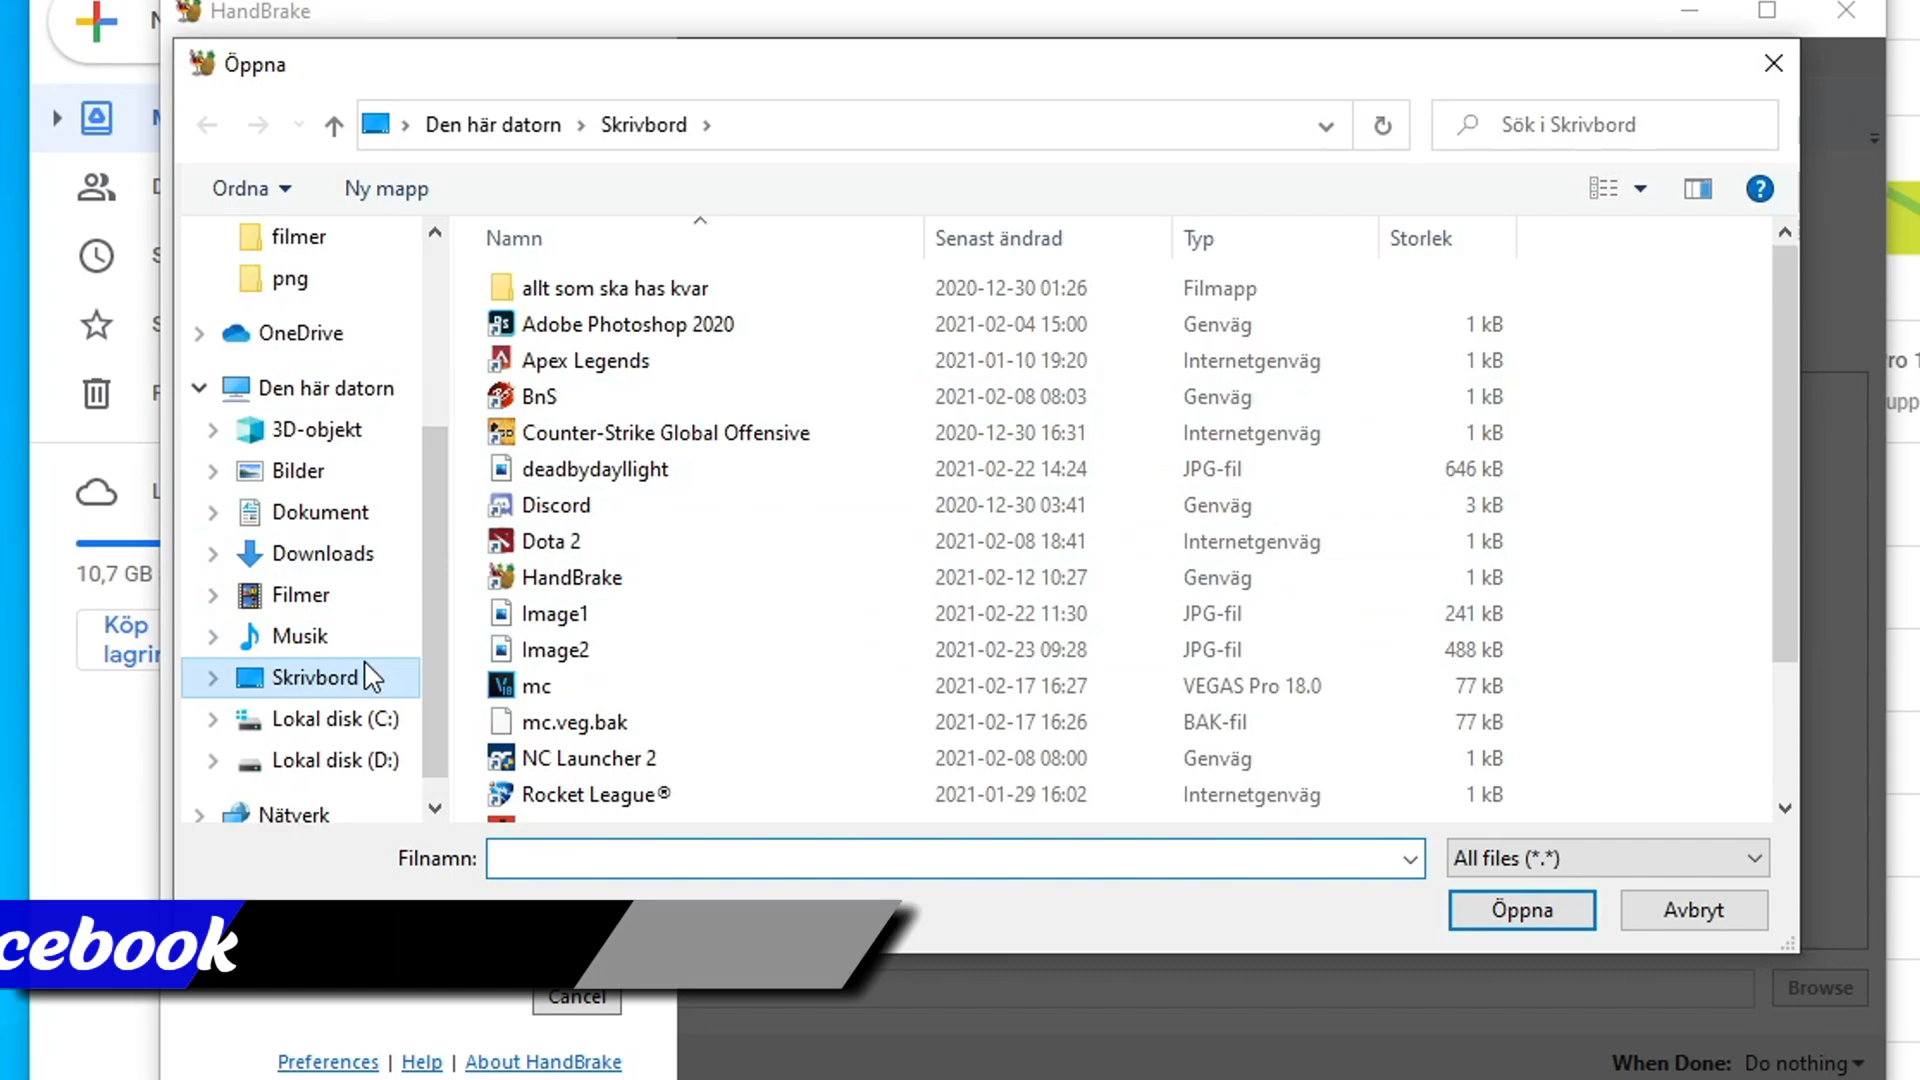 HandBrake
Öppna
Den här datorn
Skrivbord
Sök i Skrivbord
Ordna
Ny mapp
filmer
png
OneDrive
Den här datorn
3D-objekt
Bilder
Dokument
Downloads
Filmer
Musik
Skrivbord
Lokal disk (C:)
Lokal disk (D:)
Nätverk
Namn Senast ändrad Typ Storlek
allt som ska has kvar 2020-12-30 01:26 Filmapp
Adobe Photoshop 2020 2021-02-04 15:00 Genväg 1 kB
Apex Legends 2021-01-10 19:20 Internetgenväg 1 kB
BnS 2021-02-08 08:03 Genväg 1 kB
Counter-Strike Global Offensive 2020-12-30 16:31 Internetgenväg 1 kB
deadbydayllight 2021-02-22 14:24 JPG-fil 646 kB
Discord 2020-12-30 03:41 Genväg 3 kB
Dota 2 2021-02-08 18:41 Internetgenväg 1 kB
HandBrake 2021-02-12 10:27 Genväg 1 kB
Image1 2021-02-22 11:30 JPG-fil 241 kB
Image2 2021-02-23 09:28 JPG-fil 488 kB
mc 2021-02-17 16:27 VEGAS Pro 18.0 77 kB
mc.veg.bak 2021-02-17 16:26 BAK-fil 77 kB
NC Launcher 2 2021-02-08 08:00 Genväg 1 kB
Rocket League® 2021-01-29 16:02 Internetgenväg 1 kB
Filnamn:
All files (*.*)
Öppna
Avbryt
10,7 GB
Köp
lagrin
ro 1
upp
cebook
Cancel
Browse
Preferences | Help | About HandBrake
When Done: Do nothing